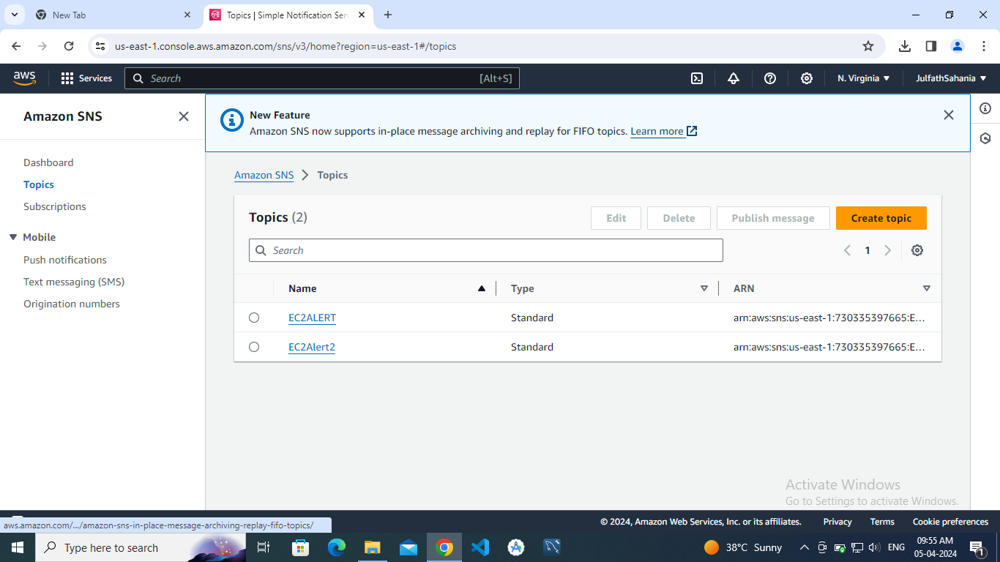 New Tab
Topics | Simple Notification Ser
us-east-1.console.aws.amazon.com/sns/v3/home?region=us-east-1#/topics
aws
Services
Search
[Alt+S]
N. Virginia
JulfathSahania
Amazon SNS
Dashboard
Topics
Subscriptions
Mobile
Push notifications
Text messaging (SMS)
Origination numbers
New Feature
Amazon SNS now supports in-place message archiving and replay for FIFO topics. Learn more
Amazon SNS
Topics
Topics (2)
Edit
Delete
Publish message
Create topic
Search
1
Name
Type
ARN
EC2ALERT
Standard
arn:aws:sns:us-east-1:730335397665:E...
EC2Alert2
Standard
arn:aws:sns:us-east-1:730335397665:E...
Activate Windows
Go to Settings to activate Windows.
aws.amazon.com/.../amazon-sns-in-place-message-archiving-replay-fifo-topics/
© 2024, Amazon Web Services, Inc. or its affiliates.
Privacy
Terms
Cookie preferences
Type here to search
38°C Sunny
ENG
09:55 AM
05-04-2024
1